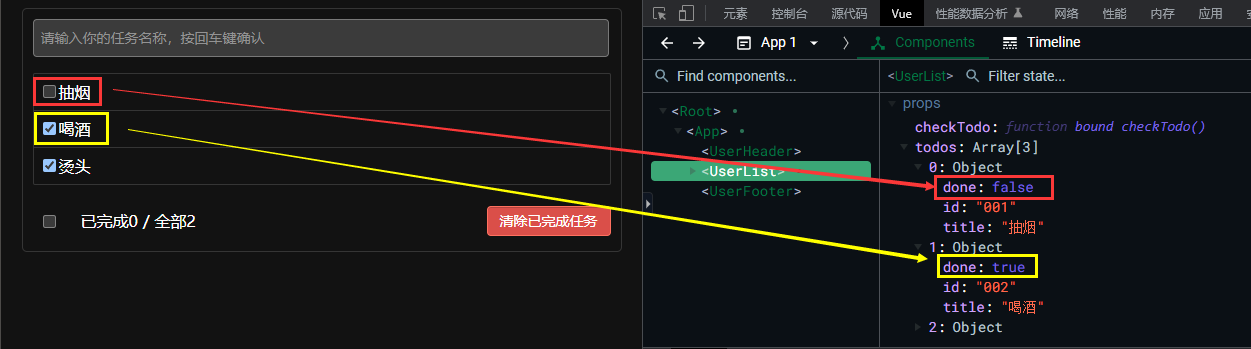 请输入你的任务名称，按回车键确认
抽烟
喝酒
烫头
已完成0 / 全部2
清除已完成任务
元素 控制台 源代码 Vue 性能数据分析 网络 性能 内存 应用
App 1 Components Timeline
Find components...
<Root>
<App>
<UserHeader>
<UserList>
<UserFooter>
<UserList> Filter state...
props
checkTodo: function bound checkTodo()
todos: Array[3]
0: Object
done: false
id: "001"
title: "抽烟"
1: Object
done: true
id: "002"
title: "喝酒"
2: Object